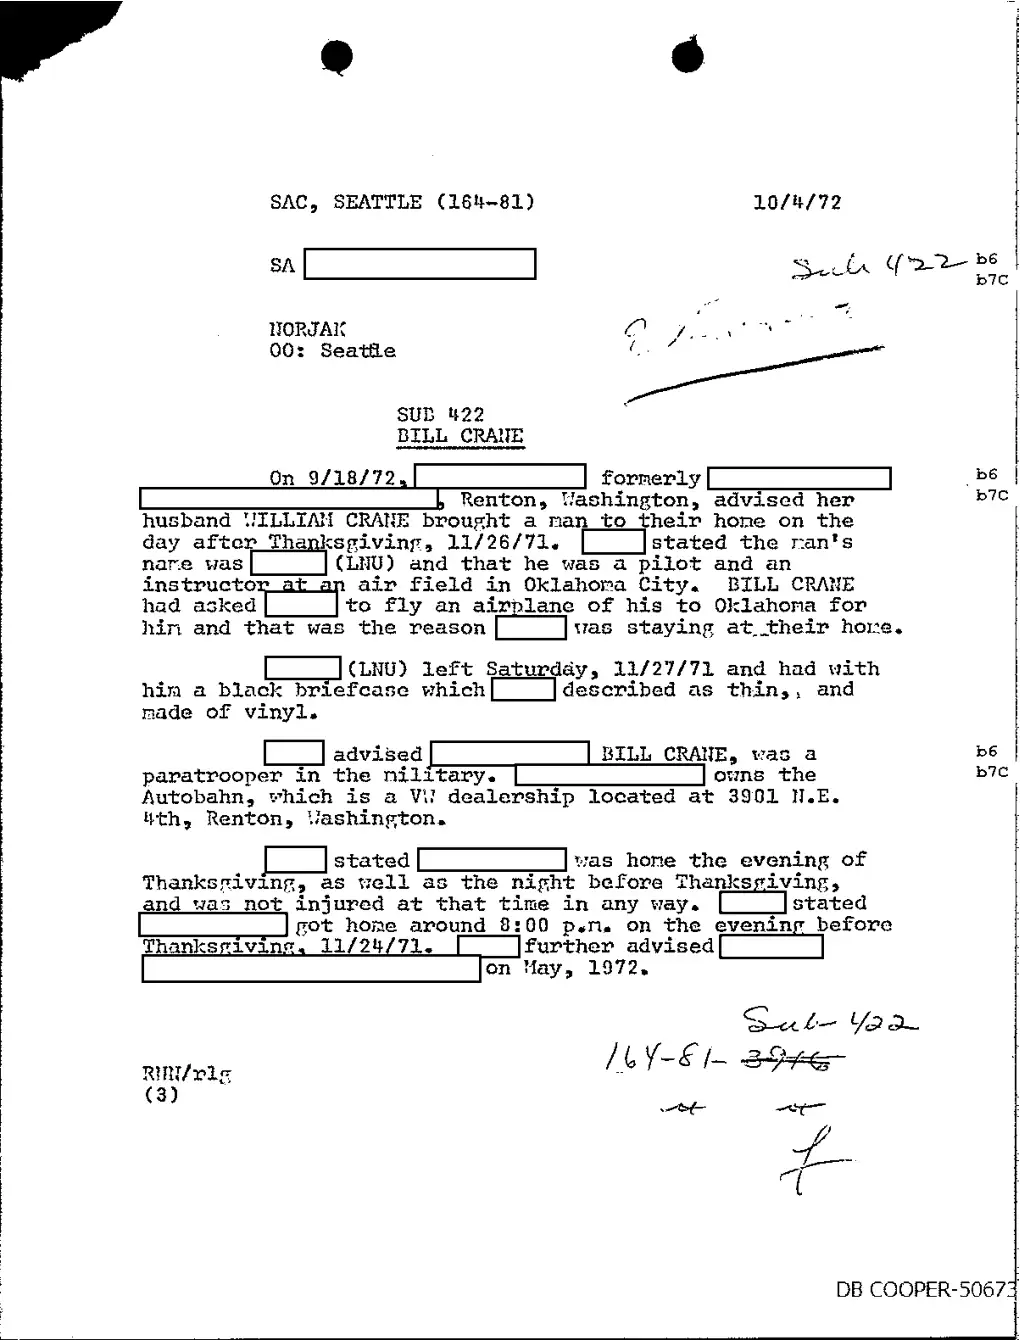 SAC, SEATTLE (164-81) 10/4/72
SA
Sub 422 b6
b7C
NORJAK
OO: Seattle
SUB 422
BILL CRANE
On 9/18/72, formerly b6
, Renton, Washington, advised her b7C
husband WILLIAM CRANE brought a man to their home on the
day after Thanksgiving, 11/26/71. stated the man's
name was (LNU) and that he was a pilot and an
instructor at an air field in Oklahoma City. BILL CRANE
had asked to fly an airplane of his to Oklahoma for
him and that was the reason was staying at their home.
(LNU) left Saturday, 11/27/71 and had with
him a black briefcase which described as thin,, and
made of vinyl.
advised BILL CRANE, was a b6
paratrooper in the military. owns the b7C
Autobahn, which is a VW dealership located at 3901 N.E.
4th, Renton, Washington.
stated was home the evening of
Thanksgiving, as well as the night before Thanksgiving,
and was not injured at that time in any way. stated
got home around 8:00 p.m. on the evening before
Thanksgiving, 11/24/71. further advised
on May, 1972.
Sub 422
164-81-3916
RHN/rlg
(3)
DB COOPER-50673